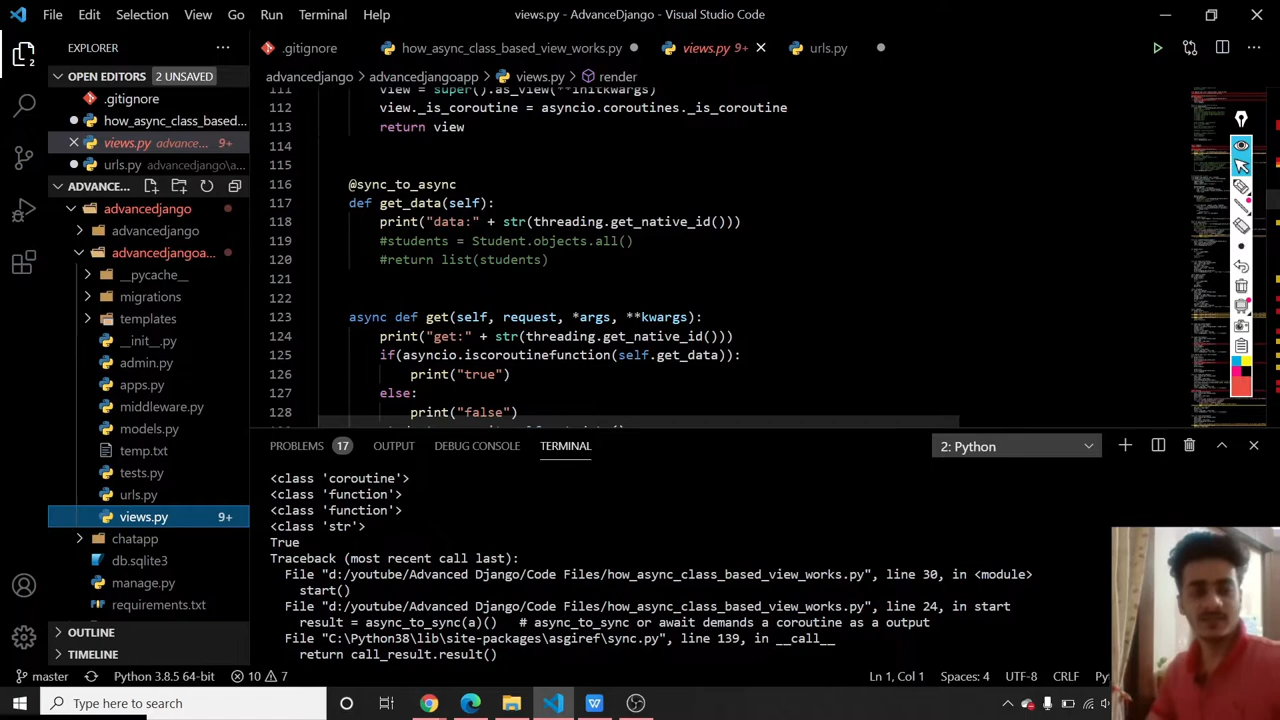 File Edit Selection View Go Run Terminal Help
views.py - AdvanceDjango - Visual Studio Code
EXPLORER
.gitignore
how_async_class_based_view_works.py
views.py 9+
urls.py
OPEN EDITORS 2 UNSAVED
.gitignore
how_async_class_based...
views.py advance... 9+
urls.py advancedjango\a...
ADVANCE...
advancedjango
advancedjango
advancedjangoa...
__pycache__
migrations
templates
__init__.py
admin.py
apps.py
middleware.py
models.py
temp.txt
tests.py
urls.py
views.py 9+
chatapp
db.sqlite3
manage.py
requirements.txt
OUTLINE
TIMELINE
advancedjango > advancedjangoapp > views.py > render
111 view = super().as_view(**initkwargs)
112 view._is_coroutine = asyncio.coroutines._is_coroutine
113 return view
114
115
116 @sync_to_async
117 def get_data(self):
118 print("data:" + str(threading.get_native_id()))
119 #students = Student.objects.all()
120 #return list(students)
121
122
123 async def get(self, request, *args, **kwargs):
124 print("get:" + str(threading.get_native_id()))
125 if(asyncio.iscoroutinefunction(self.get_data)):
126 print("true")
127 else:
128 print("false")
PROBLEMS 17 OUTPUT DEBUG CONSOLE TERMINAL
2: Python
<class 'coroutine'>
<class 'function'>
<class 'function'>
<class 'str'>
True
Traceback (most recent call last):
File "d:/youtube/Advanced Django/Code Files/how_async_class_based_view_works.py", line 30, in <module>
start()
File "d:/youtube/Advanced Django/Code Files/how_async_class_based_view_works.py", line 24, in start
result = async_to_sync(a)() # async_to_sync or await demands a coroutine as a output
File "C:\Python38\lib\site-packages\asgiref\sync.py", line 139, in __call__
return call_result.result()
master Python 3.8.5 64-bit 10 7
Ln 1, Col 1 Spaces: 4 UTF-8 CRLF Py
Type here to search